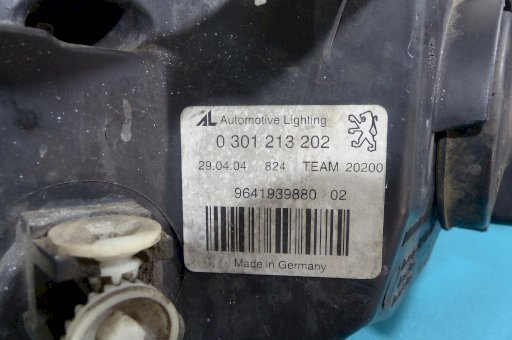 AL Automotive Lighting
0 301 213 202
29.04.04 824 TEAM 20200
9641939880 02
Made in Germany